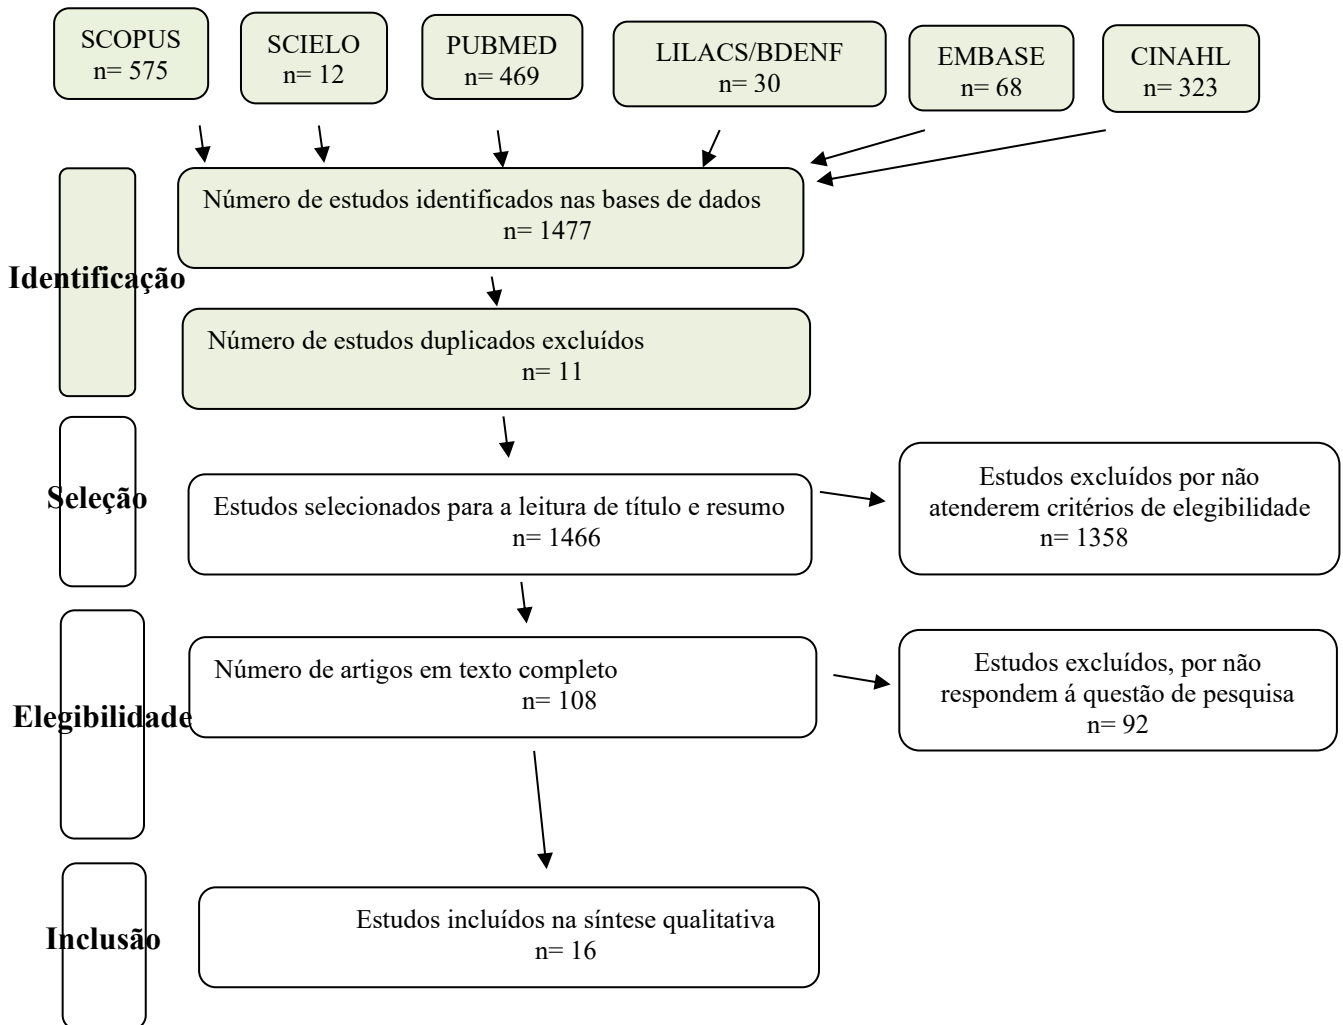 SCOPUS
n= 575
SCIELO
n= 12
PUBMED
n= 469
LILACS/BDENF
n= 30
EMBASE
n= 68
CINAHL
n= 323
Identificação
Número de estudos identificados nas bases de dados
n= 1477
Número de estudos duplicados excluídos
n= 11
Seleção
Estudos selecionados para a leitura de título e resumo
n= 1466
Estudos excluídos por não
atenderem critérios de elegibilidade
n= 1358
Elegibilidade
Número de artigos em texto completo
n= 108
Estudos excluídos, por não
respondem á questão de pesquisa
n= 92
Inclusão
Estudos incluídos na síntese qualitativa
n= 16